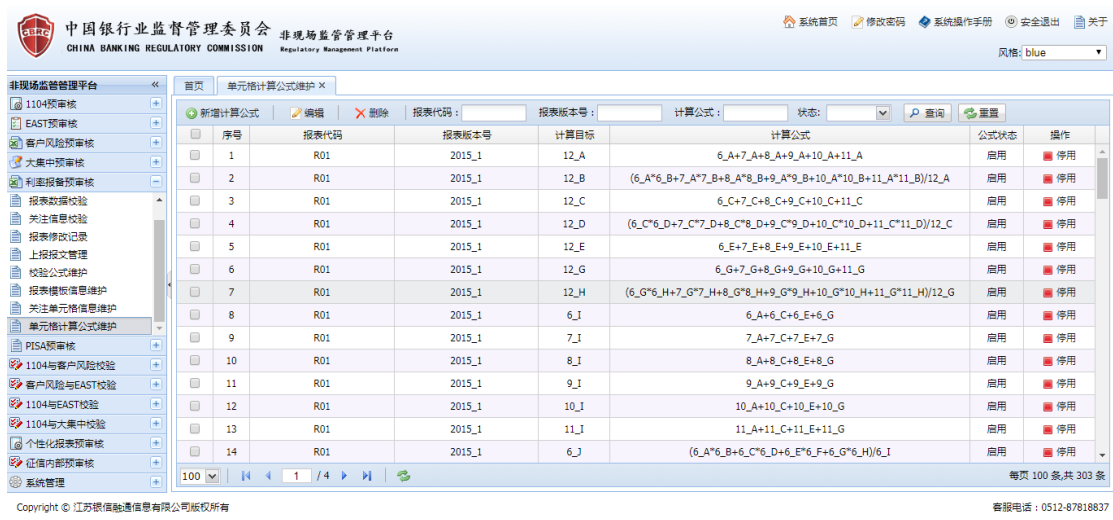 系统首页 修改密码 系统操作手册 安全退出 关于
CBRC 中国银行业监督管理委员会 非现场监管管理平台
CHINA BANKING REGULATORY COMMISSION Regulatory Management Platform
风格: blue
非现场监管管理平台 «
1104预审核
EAST预审核
客户风险预审核
大集中预审核
利率报备预审核
报表数据校验
关注信息校验
报表修改记录
上报报文管理
校验公式维护
报表模板信息维护
关注单元格信息维护
单元格计算公式维护
PISA预审核
1104与客户风险校验
客户风险与EAST校验
1104与EAST校验
1104与大集中校验
个性化报表预审核
征信内部预审核
系统管理
首页 单元格计算公式维护 ×
新增计算公式 编辑 删除 报表代码： 报表版本号： 计算公式： 状态: 查询 重置
序号 报表代码 报表版本号 计算目标 计算公式 公式状态 操作
1 R01 2015_1 12_A 6_A+7_A+8_A+9_A+10_A+11_A 启用 停用
2 R01 2015_1 12_B (6_A*6_B+7_A*7_B+8_A*8_B+9_A*9_B+10_A*10_B+11_A*11_B)/12_A 启用 停用
3 R01 2015_1 12_C 6_C+7_C+8_C+9_C+10_C+11_C 启用 停用
4 R01 2015_1 12_D (6_C*6_D+7_C*7_D+8_C*8_D+9_C*9_D+10_C*10_D+11_C*11_D)/12_C 启用 停用
5 R01 2015_1 12_E 6_E+7_E+8_E+9_E+10_E+11_E 启用 停用
6 R01 2015_1 12_G 6_G+7_G+8_G+9_G+10_G+11_G 启用 停用
7 R01 2015_1 12_H (6_G*6_H+7_G*7_H+8_G*8_H+9_G*9_H+10_G*10_H+11_G*11_H)/12_G 启用 停用
8 R01 2015_1 6_I 6_A+6_C+6_E+6_G 启用 停用
9 R01 2015_1 7_I 7_A+7_C+7_E+7_G 启用 停用
10 R01 2015_1 8_I 8_A+8_C+8_E+8_G 启用 停用
11 R01 2015_1 9_I 9_A+9_C+9_E+9_G 启用 停用
12 R01 2015_1 10_I 10_A+10_C+10_E+10_G 启用 停用
13 R01 2015_1 11_I 11_A+11_C+11_E+11_G 启用 停用
14 R01 2015_1 6_J (6_A*6_B+6_C*6_D+6_E*6_F+6_G*6_H)/6_I 启用 停用
100 1 / 4 每页 100 条,共 303 条
Copyright © 江苏银信融通信息有限公司版权所有 客服电话：0512-87818837